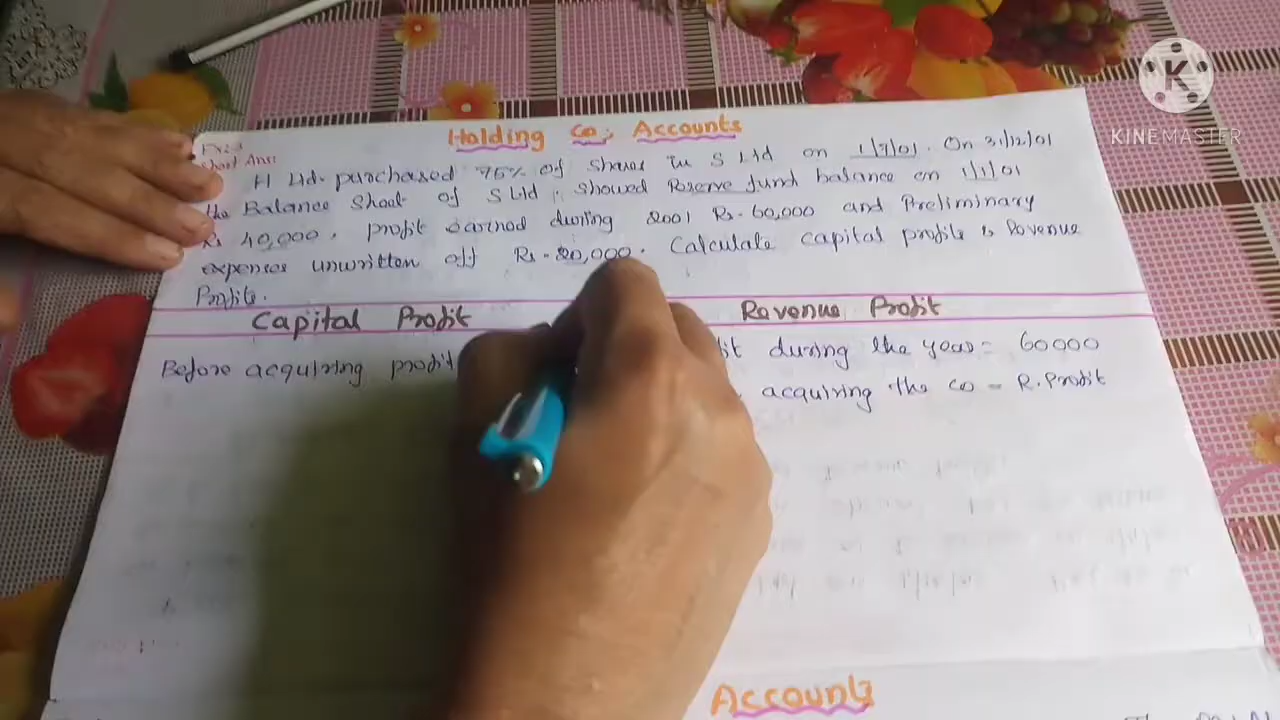 KINEMASTER
Holding Co; Accounts
Short Ans
H Ltd. purchased 75% of Shares in S Ltd on 1/7/01. On 31/12/01
the Balance Sheet of S Ltd; showed Reserve fund balance on 1/1/01
Rs 40,000. profit earned during 2001 Rs. 60,000 and Preliminary
expenses unwritten off Rs. 20,000. Calculate capital profit & Revenue
Profit.
Capital Profit
Revenue Profit
Before acquiring profit
during the year = 60000
acquiring the co = R. Profit
Accounts